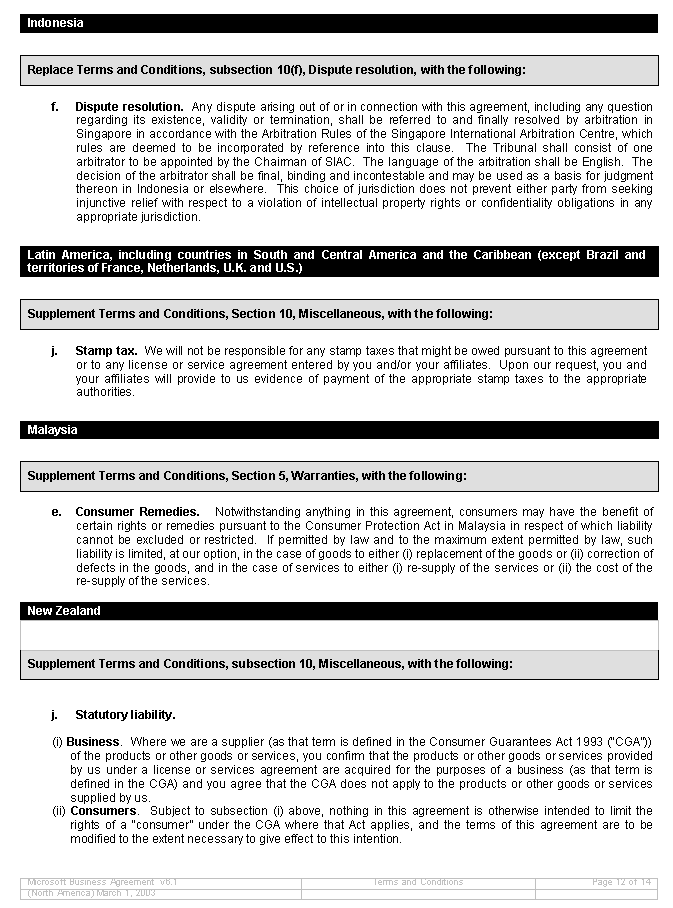 Indonesia
Replace Terms and Conditions, subsection 10(f), Dispute resolution, with the following:
f. Dispute resolution. Any dispute arising out of or in connection with this agreement, including any question
regarding its existence, validity or termination, shall be referred to and finally resolved by arbitration in
Singapore in accordance with the Arbitration Rules of the Singapore International Arbitration Centre, which
rules are deemed to be incorporated by reference into this clause. The Tribunal shall consist of one
arbitrator to be appointed by the Chairman of SIAC. The language of the arbitration shall be English. The
decision of the arbitrator shall be final, binding and incontestable and may be used as a basis for judgment
thereon in Indonesia or elsewhere. This choice of jurisdiction does not prevent either party from seeking
injunctive relief with respect to a violation of intellectual property rights or confidentiality obligations in any
appropriate jurisdiction.
Latin America, including countries in South and Central America and the Caribbean (except Brazil and
territories of France, Netherlands, U.K. and U.S.)
Supplement Terms and Conditions, Section 10, Miscellaneous, with the following:
j. Stamp tax. We will not be responsible for any stamp taxes that might be owed pursuant to this agreement
or to any license or service agreement entered by you and/or your affiliates. Upon our request, you and
your affiliates will provide to us evidence of payment of the appropriate stamp taxes to the appropriate
authorities.
Malaysia
Supplement Terms and Conditions, Section 5, Warranties, with the following:
e. Consumer Remedies. Notwithstanding anything in this agreement, consumers may have the benefit of
certain rights or remedies pursuant to the Consumer Protection Act in Malaysia in respect of which liability
cannot be excluded or restricted. If permitted by law and to the maximum extent permitted by law, such
liability is limited, at our option, in the case of goods to either (i) replacement of the goods or (ii) correction of
defects in the goods, and in the case of services to either (i) re-supply of the services or (ii) the cost of the
re-supply of the services.
New Zealand
Supplement Terms and Conditions, subsection 10, Miscellaneous, with the following:
j. Statutory liability.
(i) Business. Where we are a supplier (as that term is defined in the Consumer Guarantees Act 1993 ("CGA"))
of the products or other goods or services, you confirm that the products or other goods or services provided
by us under a license or services agreement are acquired for the purposes of a business (as that term is
defined in the CGA) and you agree that the CGA does not apply to the products or other goods or services
supplied by us.
(ii) Consumers. Subject to subsection (i) above, nothing in this agreement is otherwise intended to limit the
rights of a "consumer" under the CGA where that Act applies, and the terms of this agreement are to be
modified to the extent necessary to give effect to this intention.
Microsoft Business Agreement v6.1 Terms and Conditions Page 12 of 14
(North America) March 1, 2003